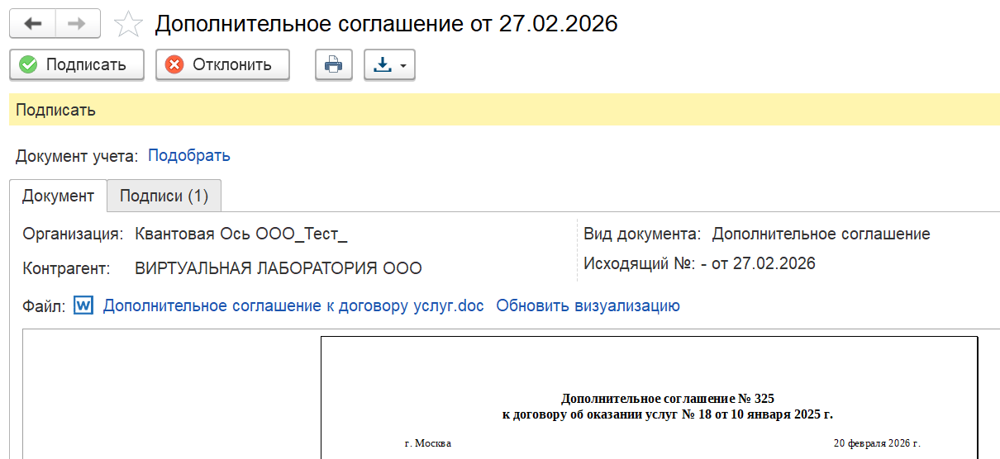 Дополнительное соглашение от 27.02.2026
Подписать Отклонить
Подписать
Документ учета: Подобрать
Документ Подписи (1)
Организация: Квантовая Ось ООО_Тест_ Вид документа: Дополнительное соглашение
Контрагент: ВИРТУАЛЬНАЯ ЛАБОРАТОРИЯ ООО Исходящий №: - от 27.02.2026
Файл: W Дополнительное соглашение к договору услуг.doc Обновить визуализацию
Дополнительное соглашение № 325
к договору об оказании услуг № 18 от 10 января 2025 г.
г. Москва 20 февраля 2026 г.